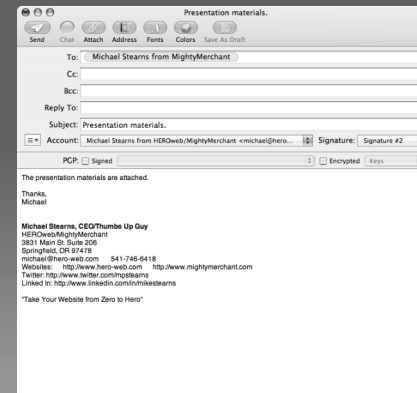 Presentation materials.
Send Chat Attach Address Fonts Colors Save As Draft
To: Michael Stearns from MightyMerchant
Cc:
Bcc:
Reply To:
Subject: Presentation materials.
Account: Michael Stearns from HEROweb/MightyMerchant <michael@hero... Signature: Signature #2
PGP: Signed Encrypted Keys
The presentation materials are attached.
Thanks,
Michael
Michael Stearns, CEO/Thumbs Up Guy
HEROweb/MightyMerchant
3831 Main St. Suite 206
Springfield, OR 97478
michael@hero-web.com 541-746-6418
Websites: http://www.hero-web.com http://www.mightymerchant.com
Twitter: http://www.twitter.com/mpstearns
Linked In: http://www.linkedin.com/in/mikestearns
"Take Your Website from Zero to Hero"